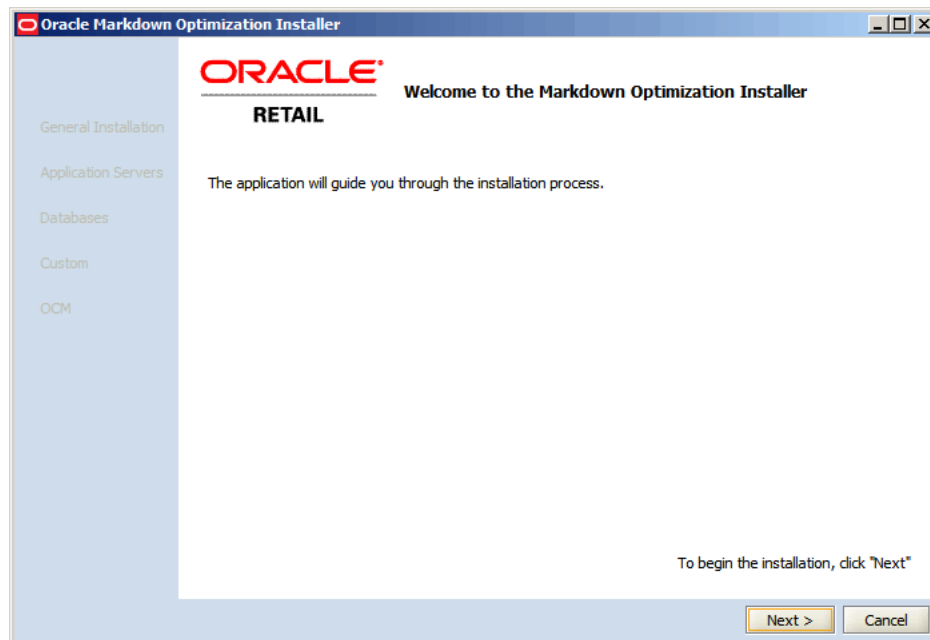 Oracle Markdown Optimization Installer
ORACLE
RETAIL
Welcome to the Markdown Optimization Installer
General Installation
Application Servers
Databases
Custom
OCM
The application will guide you through the installation process.
To begin the installation, click "Next"
Next >
Cancel